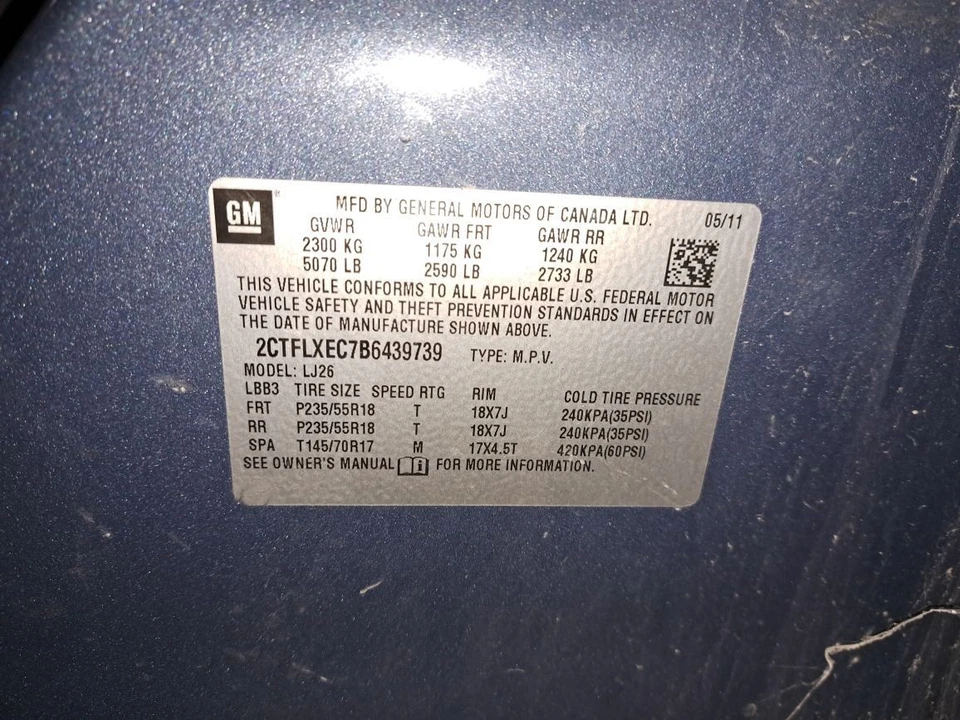 GM
MFD BY GENERAL MOTORS OF CANADA LTD. 05/11
GVWR GAWR FRT GAWR RR
2300 KG 1175 KG 1240 KG
5070 LB 2590 LB 2733 LB
THIS VEHICLE CONFORMS TO ALL APPLICABLE U.S. FEDERAL MOTOR
VEHICLE SAFETY AND THEFT PREVENTION STANDARDS IN EFFECT ON
THE DATE OF MANUFACTURE SHOWN ABOVE.
2CTFLXEC7B6439739 TYPE: M.P.V.
MODEL: LJ26
LBB3 TIRE SIZE SPEED RTG RIM COLD TIRE PRESSURE
FRT P235/55R18 T 18X7J 240KPA(35PSI)
RR P235/55R18 T 18X7J 240KPA(35PSI)
SPA T145/70R17 M 17X4.5T 420KPA(60PSI)
SEE OWNER'S MANUAL FOR MORE INFORMATION.